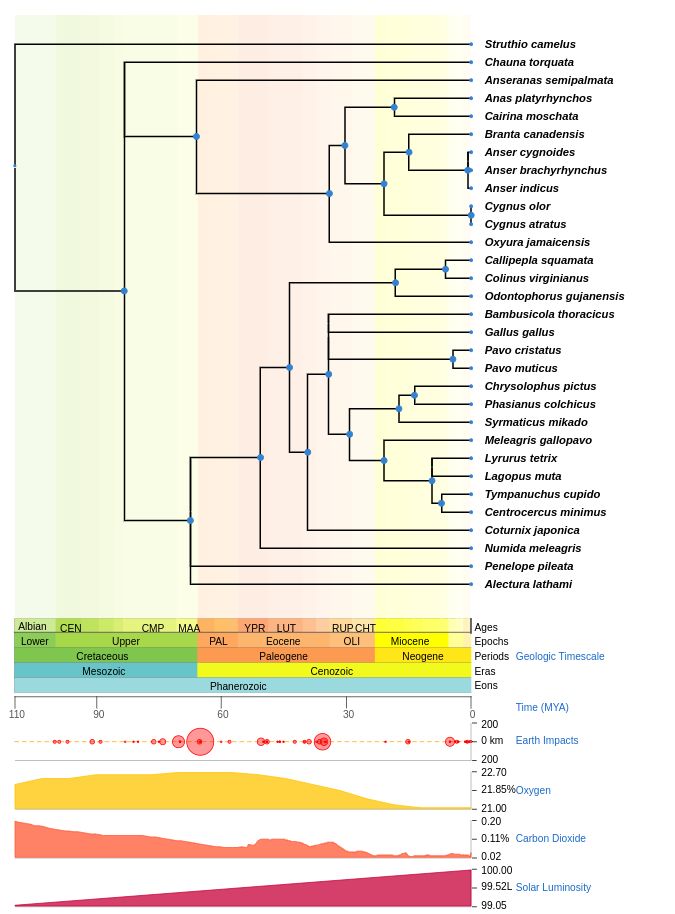 Struthio camelus
Chauna torquata
Anseranas semipalmata
Anas platyrhynchos
Cairina moschata
Branta canadensis
Anser cygnoides
Anser brachyrhynchus
Anser indicus
Cygnus olor
Cygnus atratus
Oxyura jamaicensis
Callipepla squamata
Colinus virginianus
Odontophorus gujanensis
Bambusicola thoracicus
Gallus gallus
Pavo cristatus
Pavo muticus
Chrysolophus pictus
Phasianus colchicus
Syrmaticus mikado
Meleagris gallopavo
Lyrurus tetrix
Lagopus muta
Tympanuchus cupido
Centrocercus minimus
Coturnix japonica
Numida meleagris
Penelope pileata
Alectura lathami
Albian CEN CMP MAA YPR LUT RUP CHT Ages
Lower Upper PAL Eocene OLI Miocene Epochs
Cretaceous Paleogene Neogene Periods Geologic Timescale
Mesozoic Cenozoic Eras
Phanerozoic Eons
110 90 60 30 0 Time (MYA)
200
0 km Earth Impacts
200
22.70
21.85% Oxygen
21.00
0.20
0.11% Carbon Dioxide
0.02
100.00
99.52L Solar Luminosity
99.05